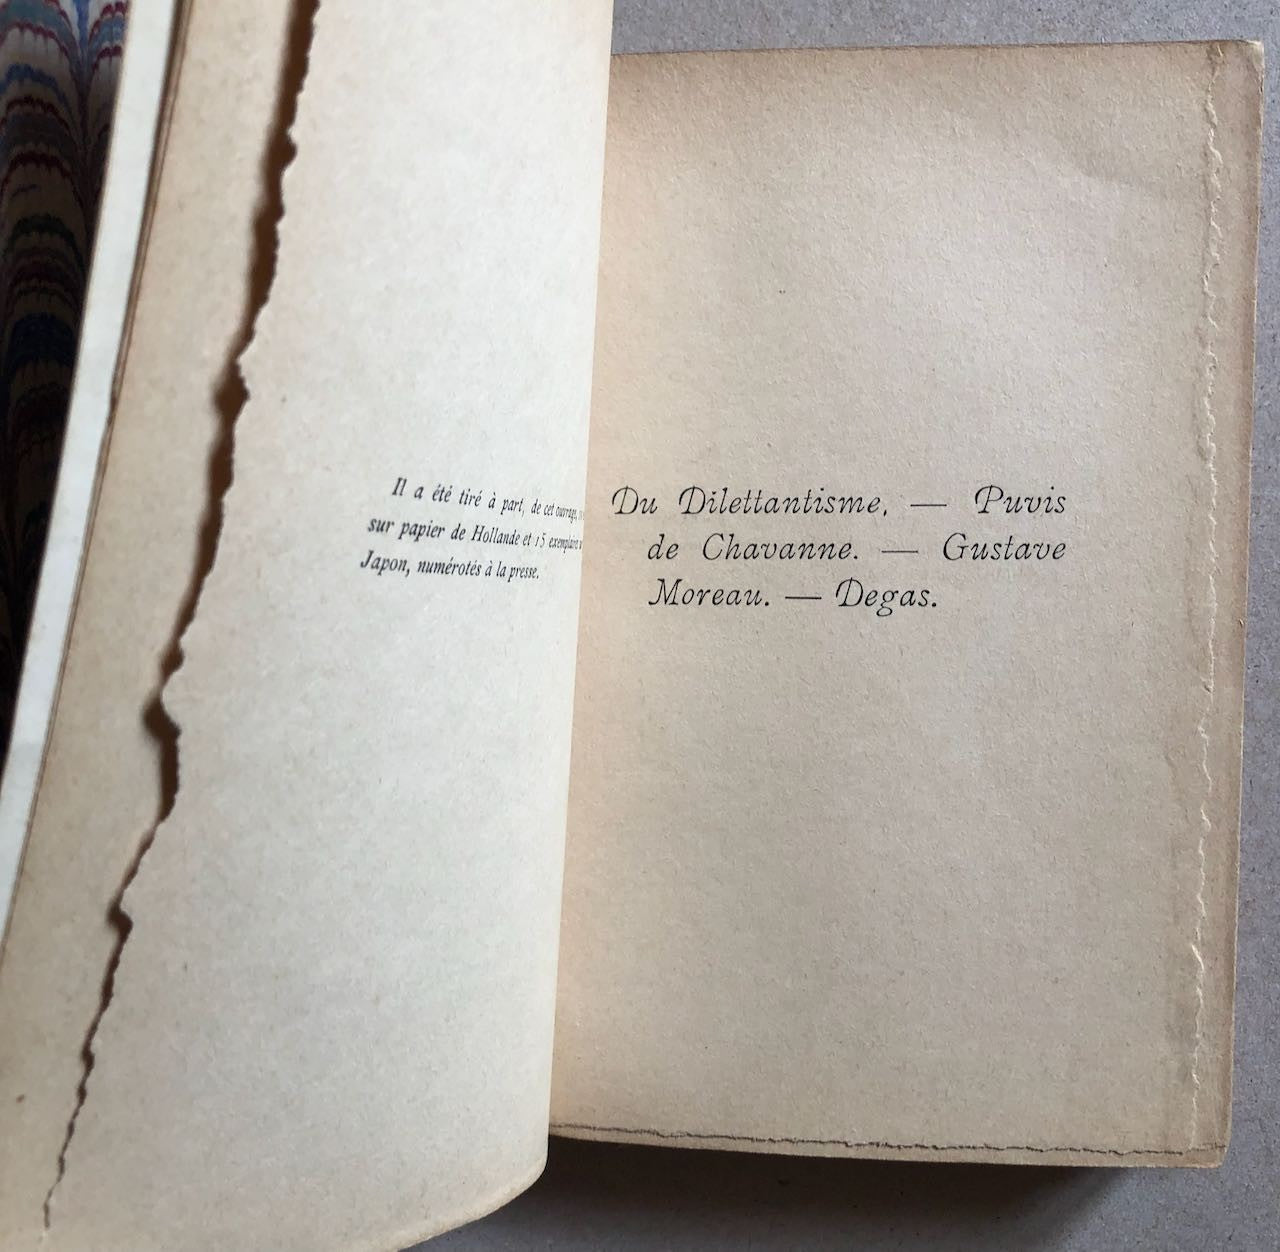 Il a été tiré à part, de cet ouvrage,
sur papier de Hollande et 15 exemplaires
Japon, numérotés à la presse.
Du Dilettantisme. — Puvis
de Chavanne. — Gustave
Moreau. — Degas.